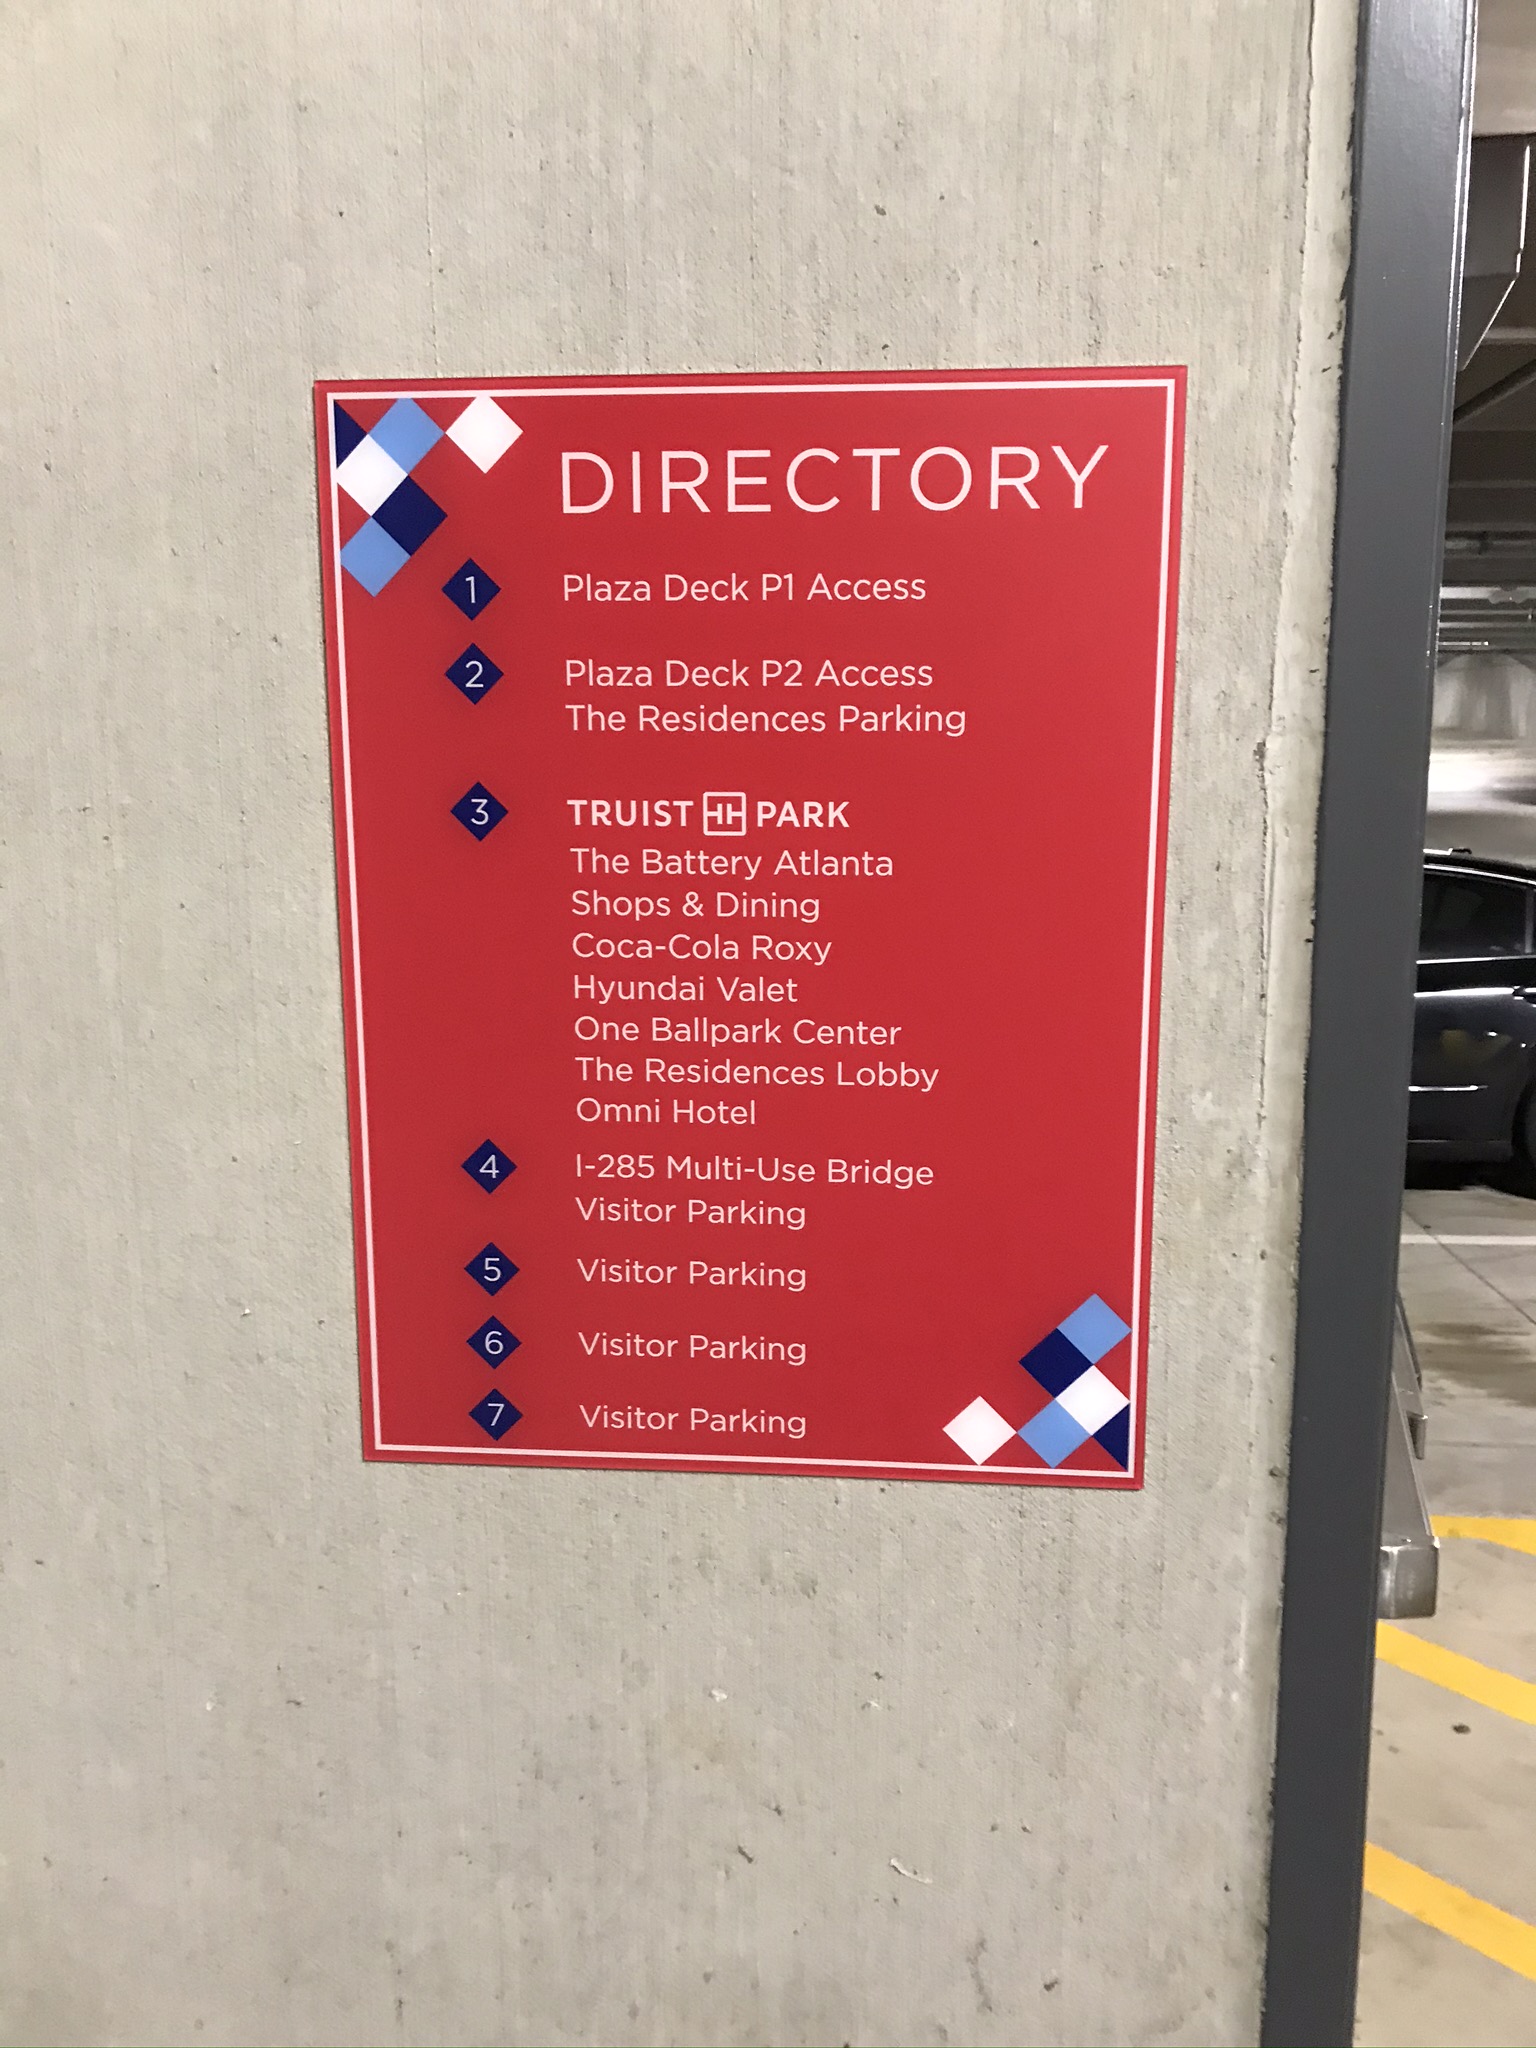 DIRECTORY
1 Plaza Deck P1 Access
2 Plaza Deck P2 Access
The Residences Parking
3 TRUIST PARK
The Battery Atlanta
Shops & Dining
Coca-Cola Roxy
Hyundai Valet
One Ballpark Center
The Residences Lobby
Omni Hotel
4 I-285 Multi-Use Bridge
Visitor Parking
5 Visitor Parking
6 Visitor Parking
7 Visitor Parking